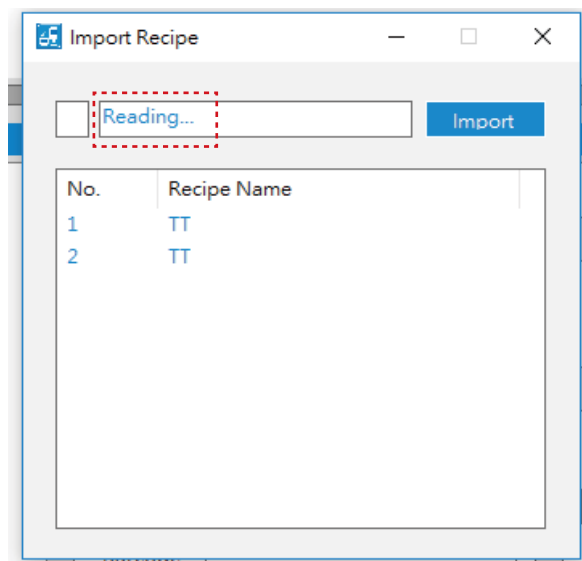 Import Recipe
Reading...
Import
No. Recipe Name
1 TT
2 TT